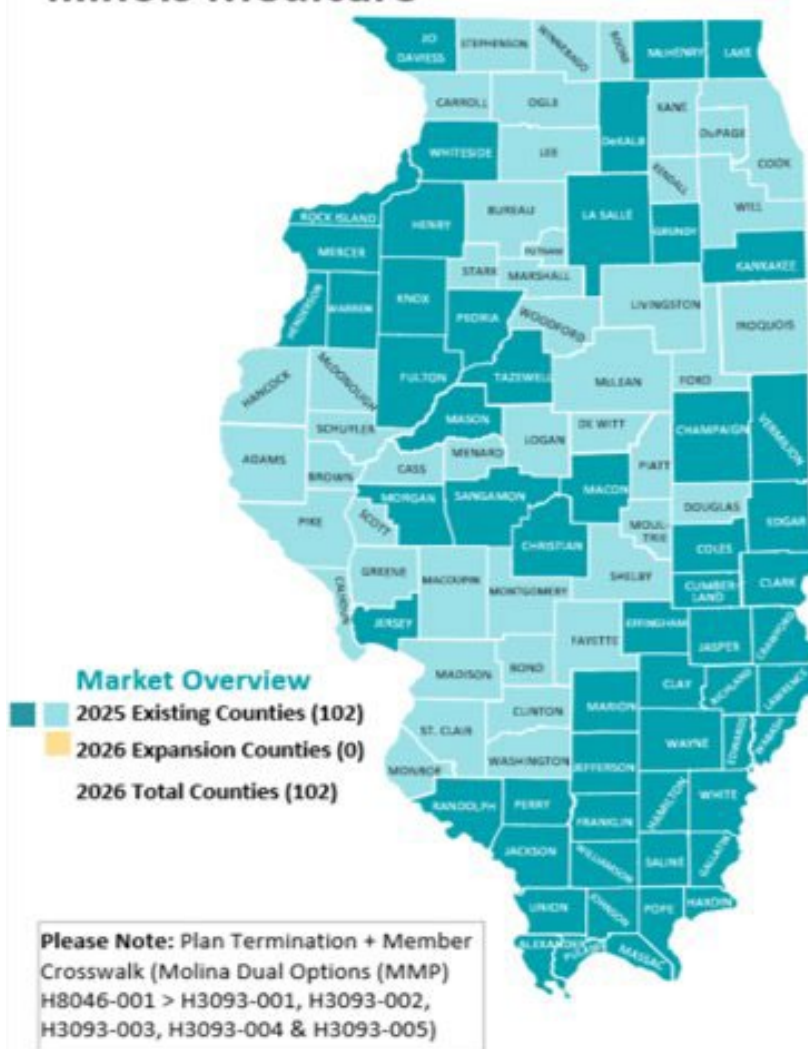 Illinois Medicare
JO DAVIESS
STEPHENSON
WINNEBAGO
BOONE
McHENRY
LAKE
CARROLL
OGLE
DeKALB
KANE
DuPAGE
COOK
WHITESIDE
LEE
KENDALL
WILL
ROCK ISLAND
HENRY
BUREAU
LA SALLE
GRUNDY
MERCER
PUTNAM
KANKAKEE
HENDERSON
WARREN
KNOX
STARK
MARSHALL
LIVINGSTON
IROQUOIS
PEORIA
WOODFORD
HANCOCK
McDONOUGH
FULTON
TAZEWELL
McLEAN
FORD
SCHUYLER
MASON
LOGAN
DE WITT
CHAMPAIGN
VERMILION
ADAMS
BROWN
CASS
MENARD
PIATT
MORGAN
SANGAMON
MACON
DOUGLAS
EDGAR
PIKE
SCOTT
CHRISTIAN
MOUL-
TRIE
COLES
GREENE
MACOUPIN
MONTGOMERY
SHELBY
CUMBER-
LAND
CLARK
CALHOUN
JERSEY
FAYETTE
EFFINGHAM
JASPER
CRAWFORD
MADISON
BOND
CLAY
RICHLAND
LAWRENCE
Market Overview
2025 Existing Counties (102)
2026 Expansion Counties (0)
2026 Total Counties (102)
CLINTON
MARION
ST. CLAIR
WAYNE
EDWARDS
WABASH
MONROE
WASHINGTON
JEFFERSON
RANDOLPH
PERRY
HAMILTON
WHITE
FRANKLIN
JACKSON
WILLIAMSON
SALINE
GALLATIN
UNION
JOHNSON
POPE
HARDIN
ALEXANDER
PULASKI
MASSAC
Please Note: Plan Termination + Member
Crosswalk (Molina Dual Options (MMP)
H8046-001 > H3093-001, H3093-002,
H3093-003, H3093-004 & H3093-005)